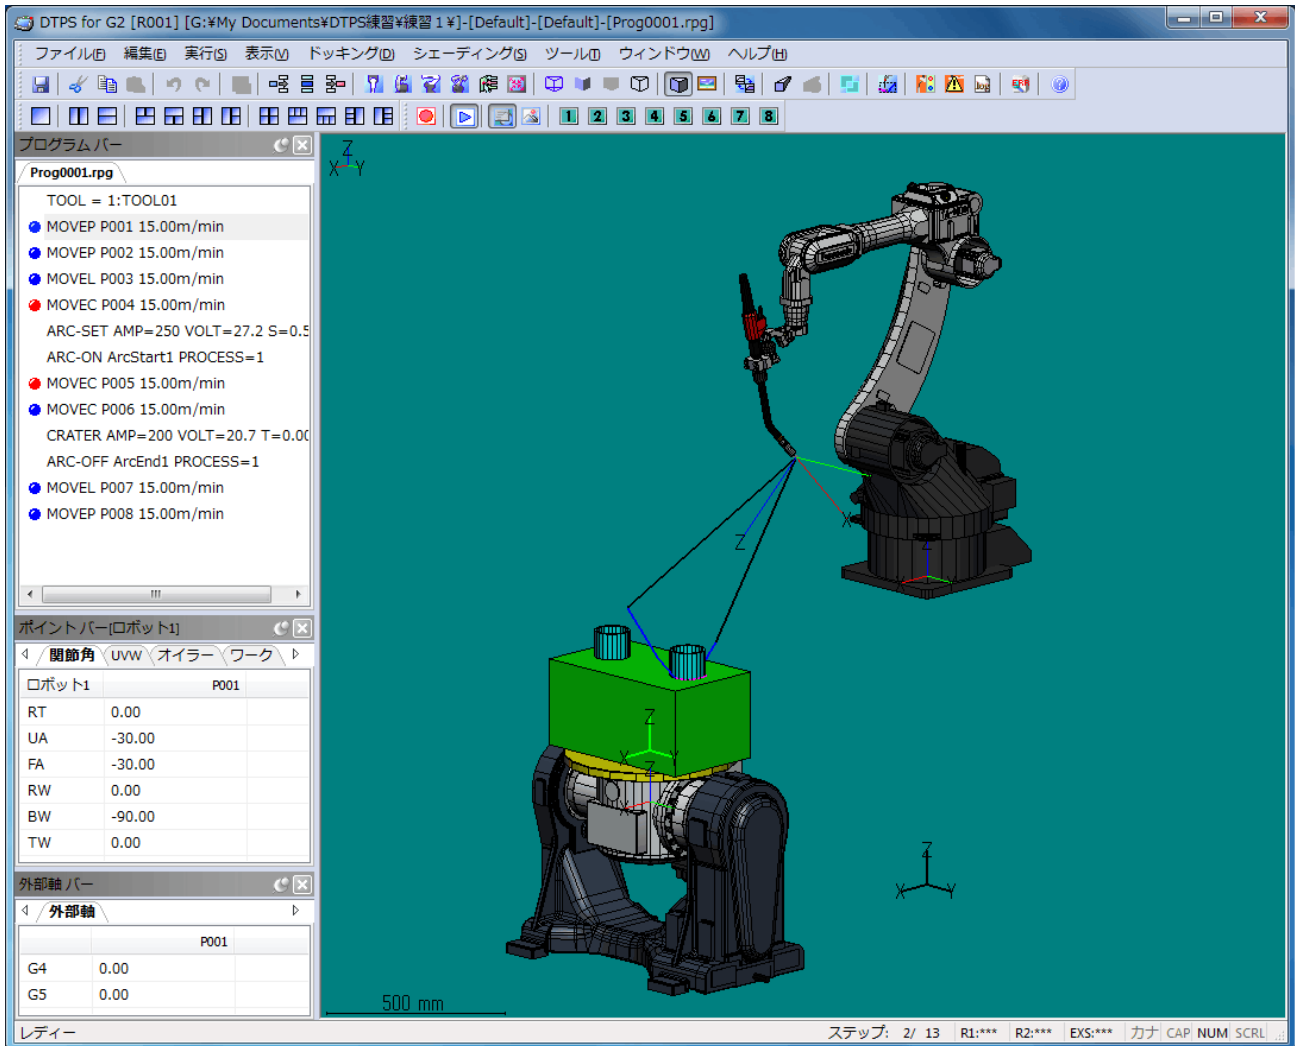 DTPS for G2 [R001] [G:¥My Documents¥DTPS練習¥練習１¥]-[Default]-[Default]-[Prog0001.rpg]
ファイル(F) 編集(E) 実行(S) 表示(V) ドッキング(D) シェーディング(S) ツール(T) ウィンドウ(W) ヘルプ(H)
log
1 2 3 4 5 6 7 8
プログラム バー
Prog0001.rpg
TOOL = 1:TOOL01
MOVEP P001 15.00m/min
MOVEP P002 15.00m/min
MOVEL P003 15.00m/min
MOVEC P004 15.00m/min
ARC-SET AMP=250 VOLT=27.2 S=0.5
ARC-ON ArcStart1 PROCESS=1
MOVEC P005 15.00m/min
MOVEC P006 15.00m/min
CRATER AMP=200 VOLT=20.7 T=0.00
ARC-OFF ArcEnd1 PROCESS=1
MOVEL P007 15.00m/min
MOVEP P008 15.00m/min
ポイント バー[ロボット1]
関節角 UVW オイラー ワーク
ロボット1 P001
RT 0.00
UA -30.00
FA -30.00
RW 0.00
BW -90.00
TW 0.00
外部軸 バー
外部軸
P001
G4 0.00
G5 0.00
Z
X Y
X
Z
Z
Z
X Y
Z
X
Z
X Y
500 mm
レディー
ステップ: 2/ 13 R1:*** R2:*** EXS:*** カナ CAP NUM SCRL